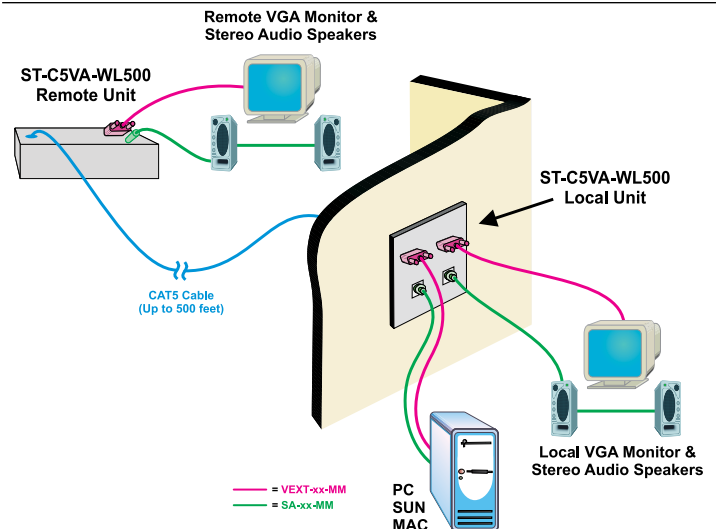 Remote VGA Monitor &
Stereo Audio Speakers
ST-C5VA-WL500
Remote Unit
ST-C5VA-WL500
Local Unit
CAT5 Cable
(Up to 500 feet)
Local VGA Monitor &
Stereo Audio Speakers
= VEXT-xx-MM
= SA-xx-MM
PC
SUN
MAC